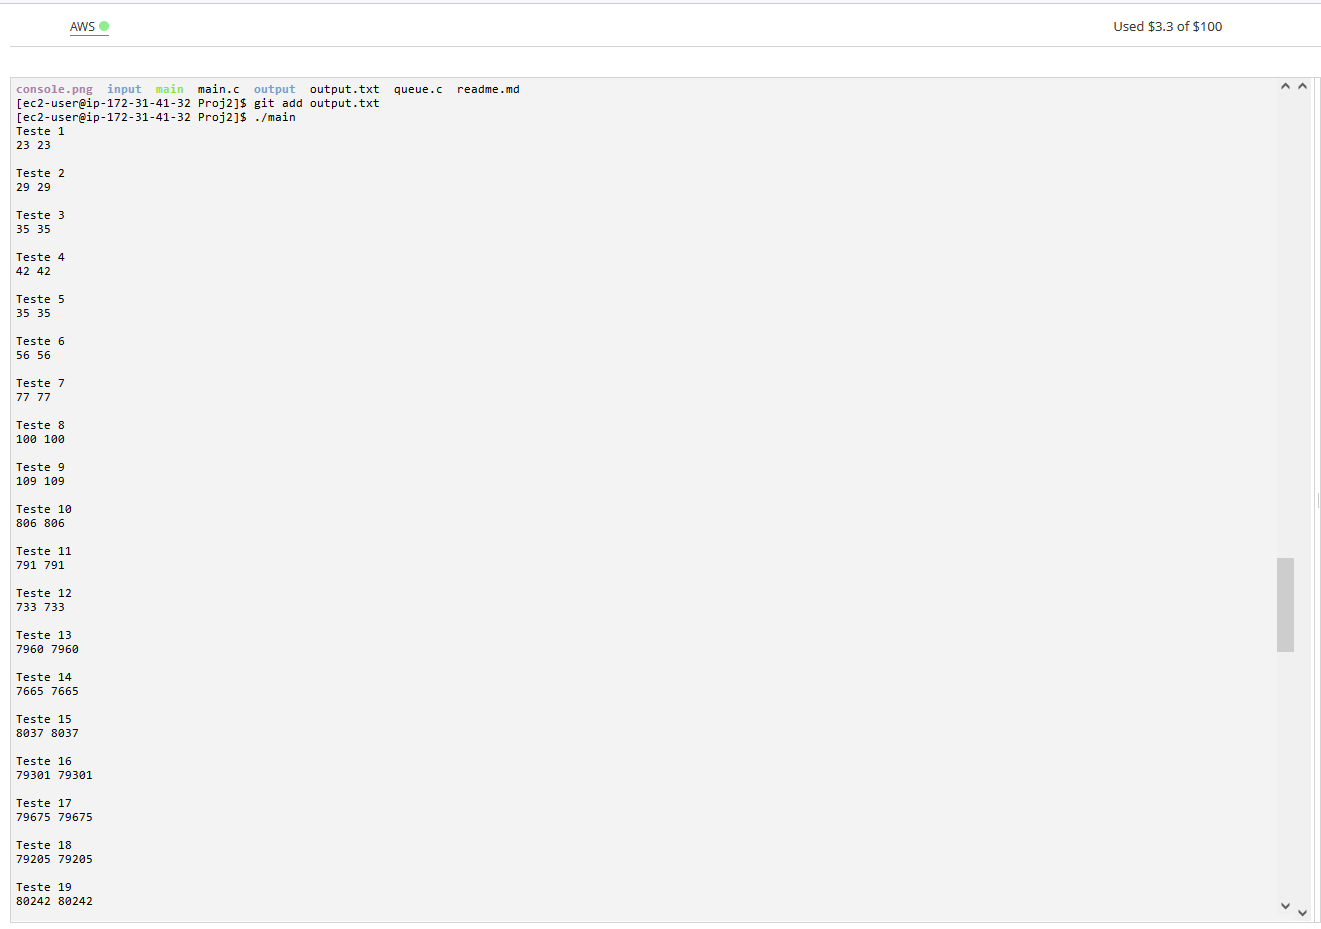 AWS
Used $3.3 of $100
console.png input main main.c output output.txt queue.c readme.md
[ec2-user@ip-172-31-41-32 Proj2]$ git add output.txt
[ec2-user@ip-172-31-41-32 Proj2]$ ./main
Teste 1
23 23
Teste 2
29 29
Teste 3
35 35
Teste 4
42 42
Teste 5
35 35
Teste 6
56 56
Teste 7
77 77
Teste 8
100 100
Teste 9
109 109
Teste 10
806 806
Teste 11
791 791
Teste 12
733 733
Teste 13
7960 7960
Teste 14
7665 7665
Teste 15
8037 8037
Teste 16
79301 79301
Teste 17
79675 79675
Teste 18
79205 79205
Teste 19
80242 80242